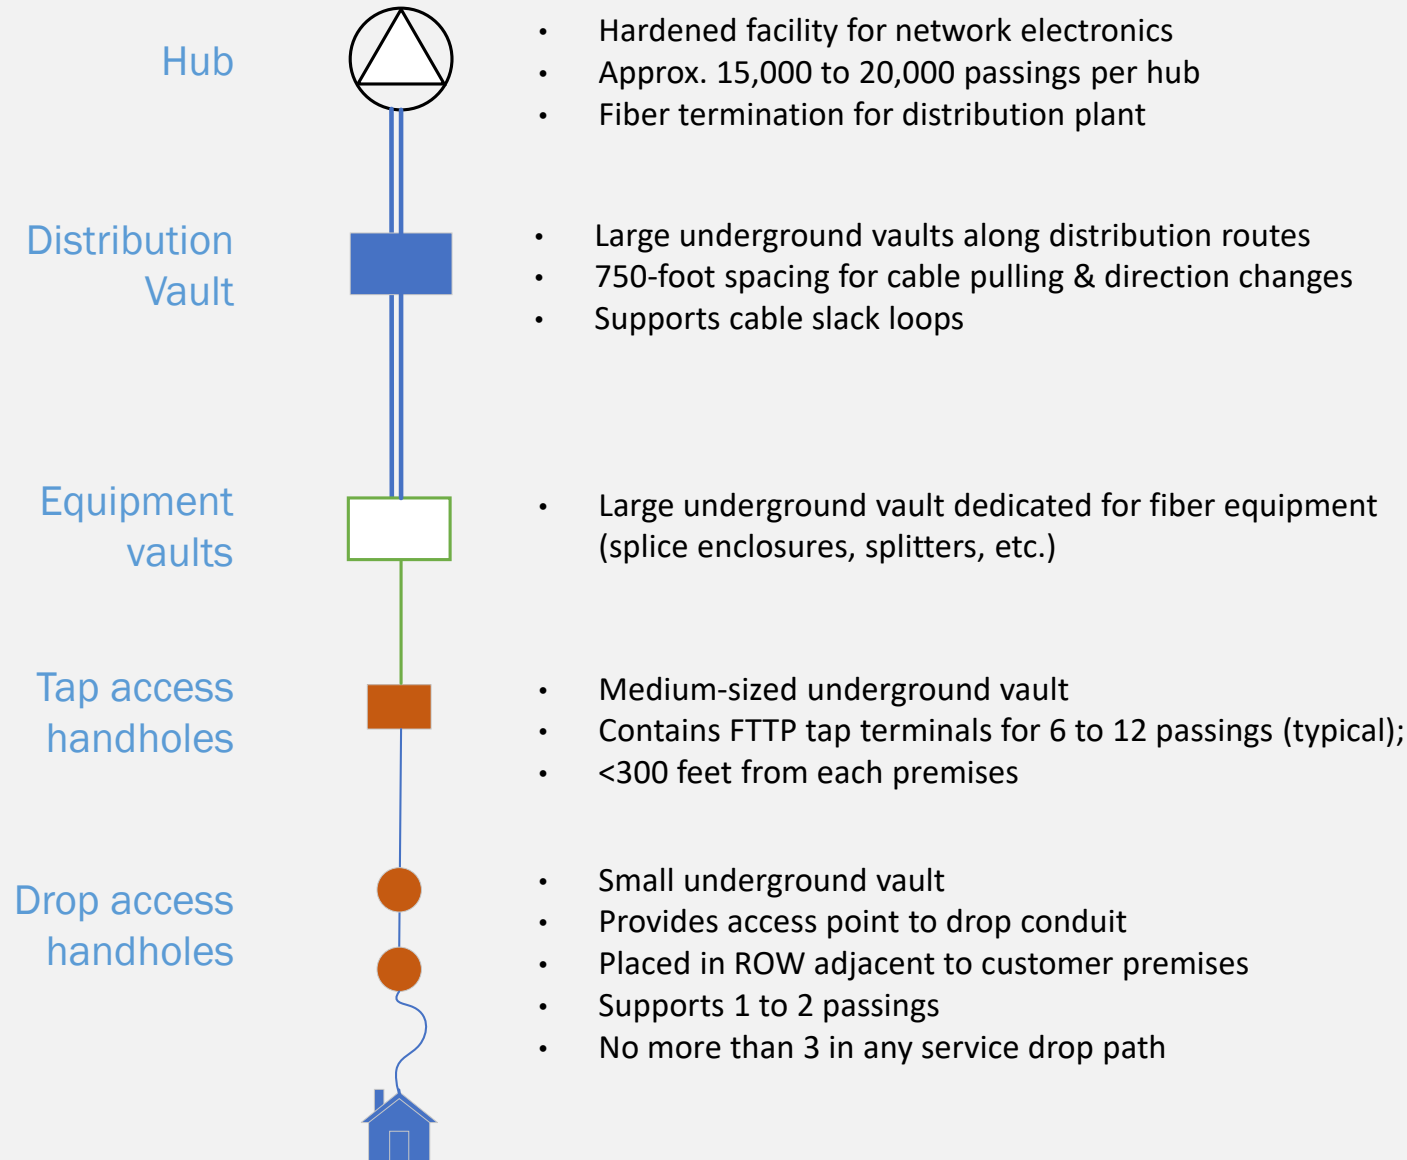 Hub
• Hardened facility for network electronics
• Approx. 15,000 to 20,000 passings per hub
• Fiber termination for distribution plant
Distribution
Vault
• Large underground vaults along distribution routes
• 750-foot spacing for cable pulling & direction changes
• Supports cable slack loops
Equipment
vaults
• Large underground vault dedicated for fiber equipment
(splice enclosures, splitters, etc.)
Tap access
handholes
• Medium-sized underground vault
• Contains FTTP tap terminals for 6 to 12 passings (typical);
• <300 feet from each premises
Drop access
handholes
• Small underground vault
• Provides access point to drop conduit
• Placed in ROW adjacent to customer premises
• Supports 1 to 2 passings
• No more than 3 in any service drop path